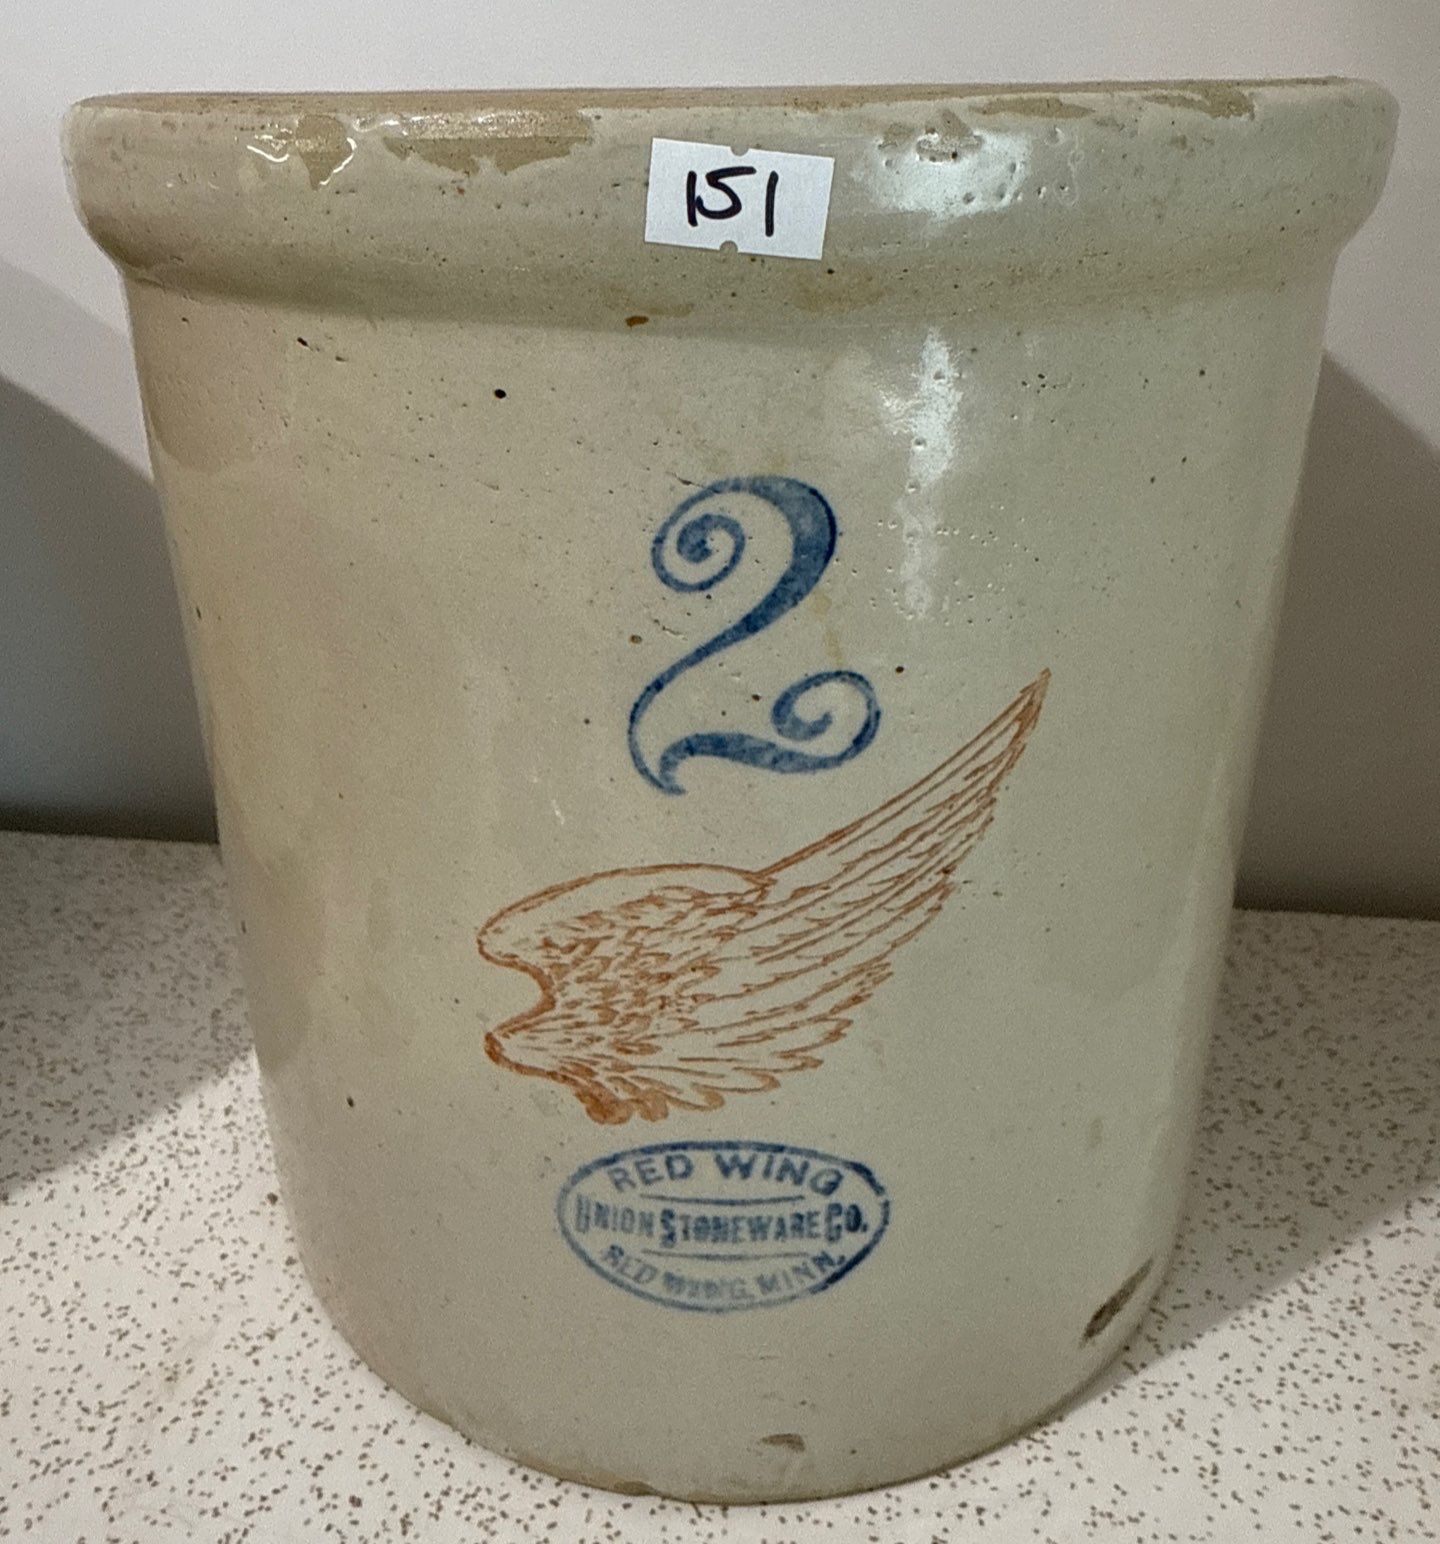 151
2
RED WING
UNION STONEWARE CO.
RED WING, MINN.